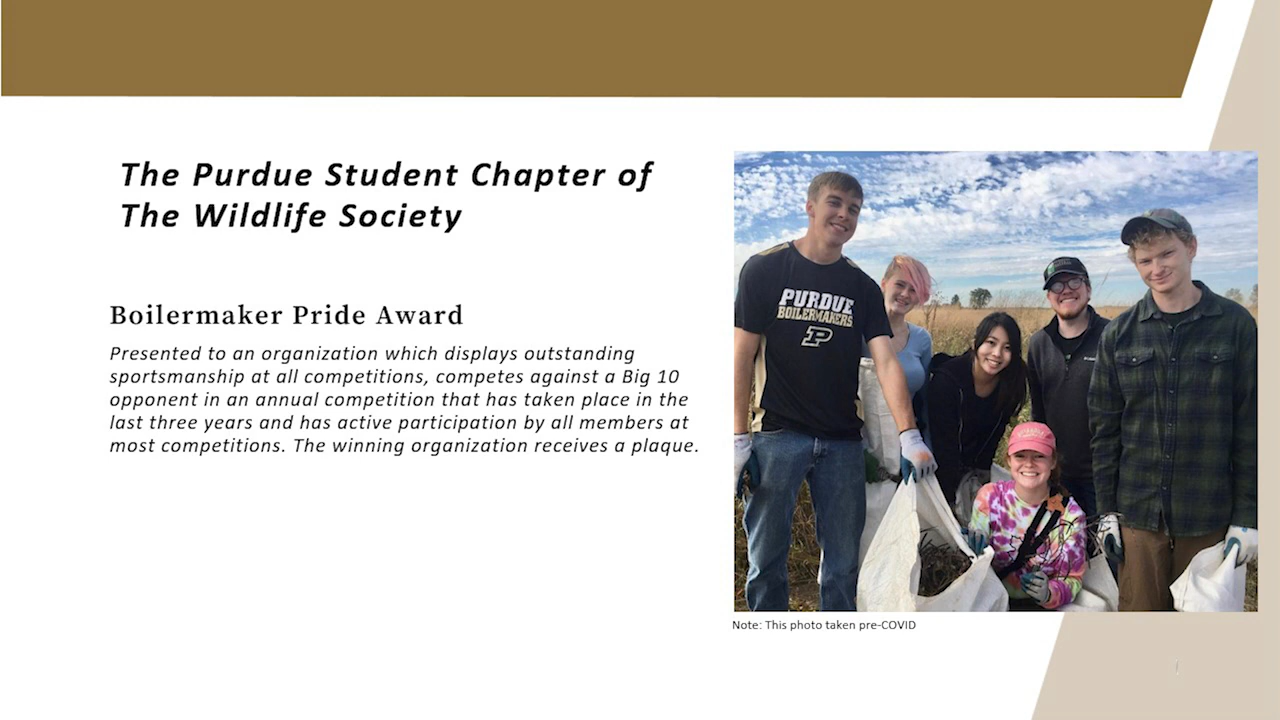 The Purdue Student Chapter of
The Wildlife Society
Boilermaker Pride Award
Presented to an organization which displays outstanding
sportsmanship at all competitions, competes against a Big 10
opponent in an annual competition that has taken place in the
last three years and has active participation by all members at
most competitions. The winning organization receives a plaque.
PURDUE
BOILERMAKERS
P
Note: This photo taken pre-COVID